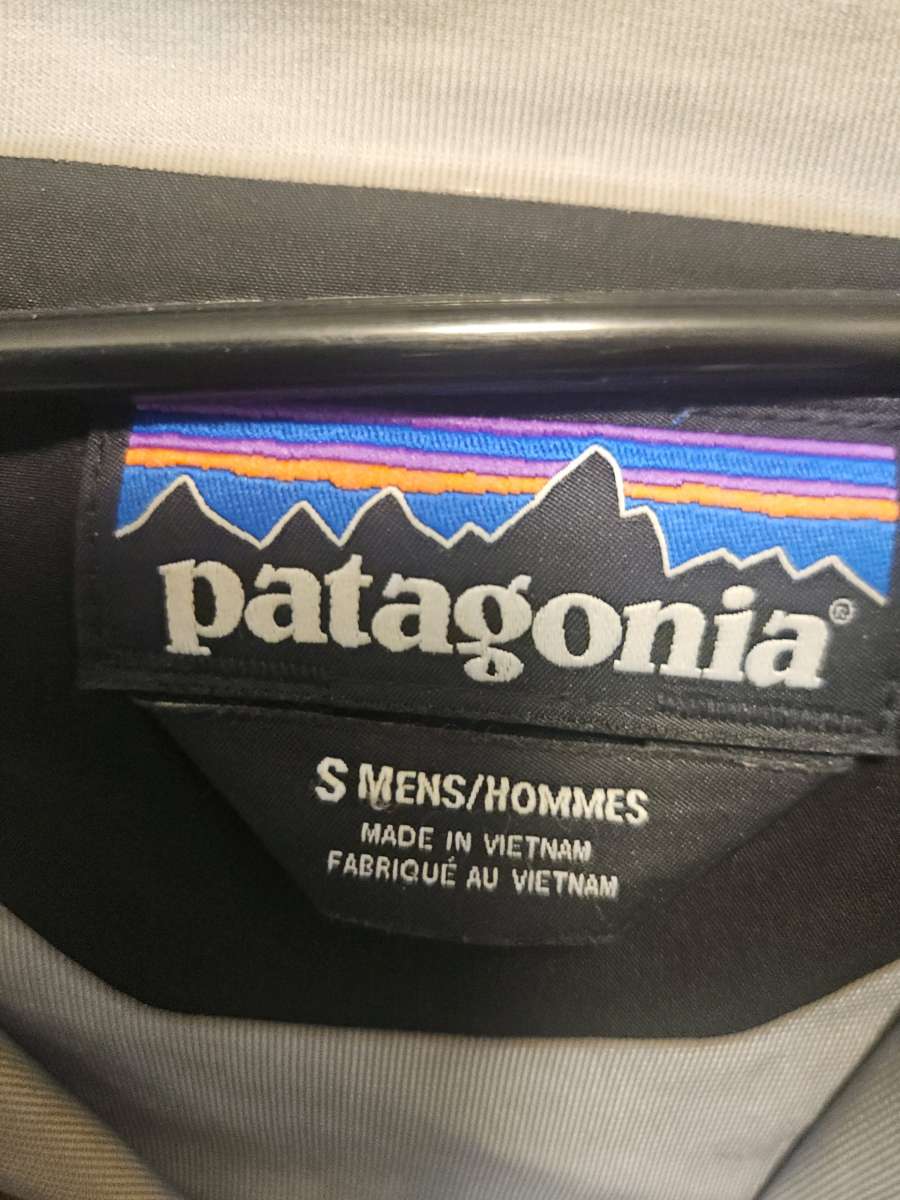 patagonia®
S MENS/HOMMES
MADE IN VIETNAM
FABRIQUÉ AU VIETNAM